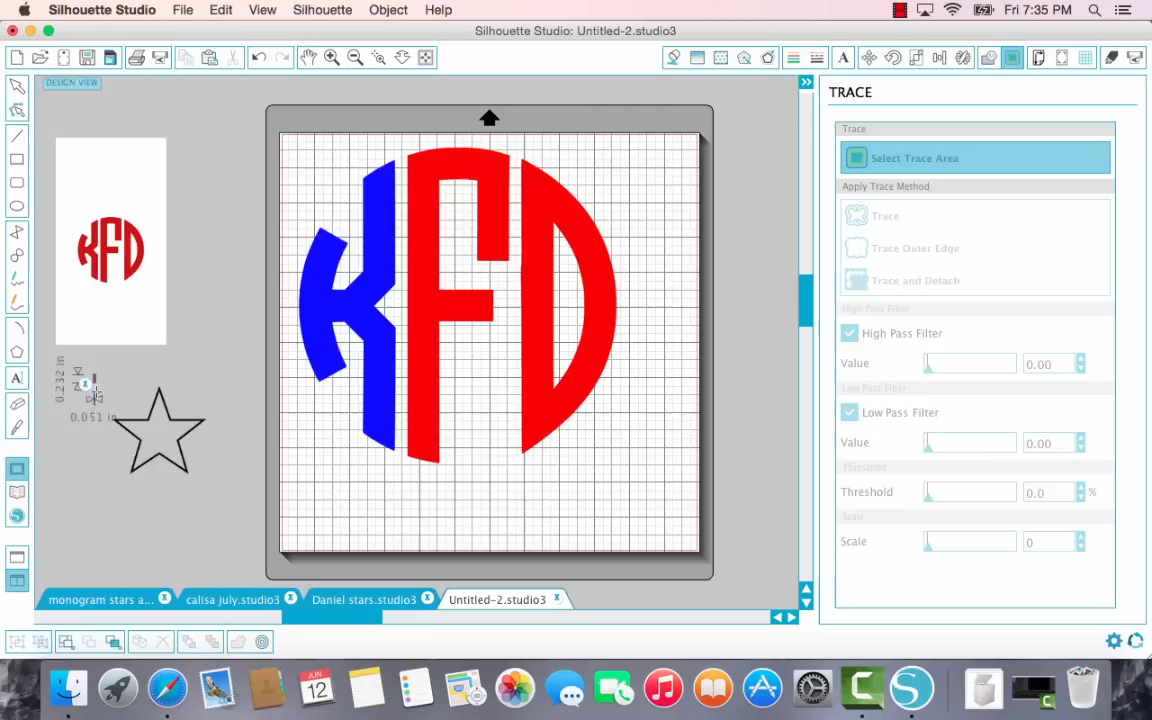 Silhouette Studio File Edit View Silhouette Object Help Fri 7:35 PM
Silhouette Studio: Untitled-2.studio3
DESIGN VIEW
TRACE
Trace
Select Trace Area
Apply Trace Method
Trace
Trace Outer Edge
Trace and Detach
High Pass Filter
High Pass Filter
Value 0.00
Low Pass Filter
Low Pass Filter
Value 0.00
Threshold
Threshold 0.0 %
Scale
Scale 0
KFD
KFD
0.232 in
0.051 in
monogram stars a... calisa july.studio3 Daniel stars.studio3 Untitled-2.studio3
JUN
12